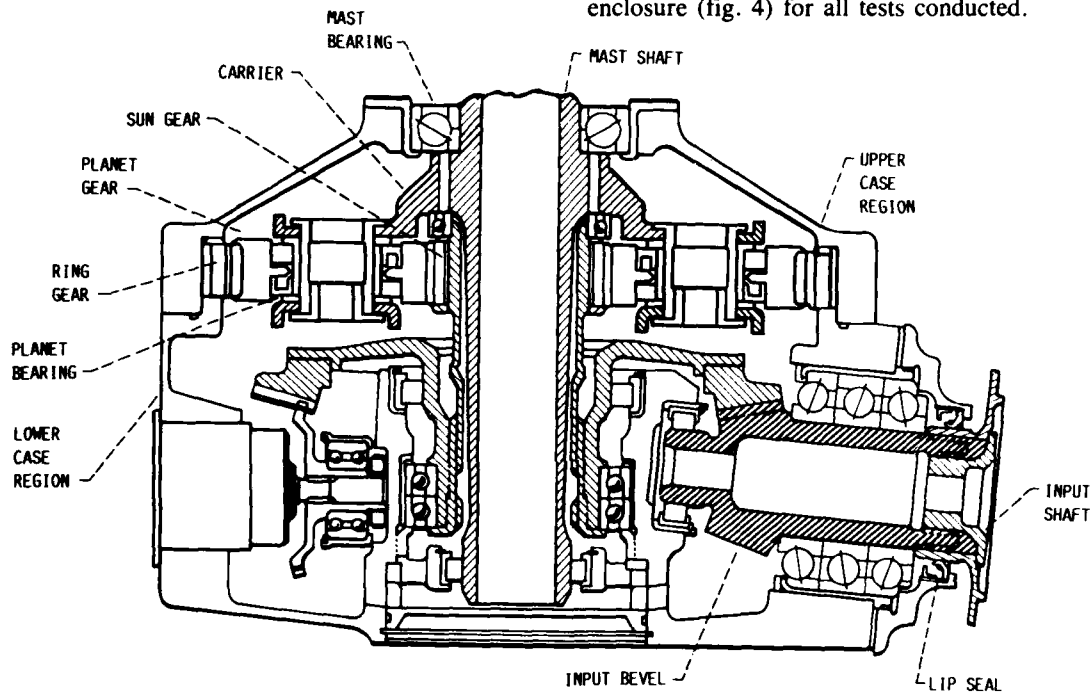 enclosure (fig. 4) for all tests conducted.
MAST
BEARING
MAST SHAFT
CARRIER
SUN GEAR
PLANET
GEAR
UPPER
CASE
REGION
RING
GEAR
PLANET
BEARING
LOWER
CASE
REGION
INPUT
SHAFT
INPUT BEVEL
LIP SEAL